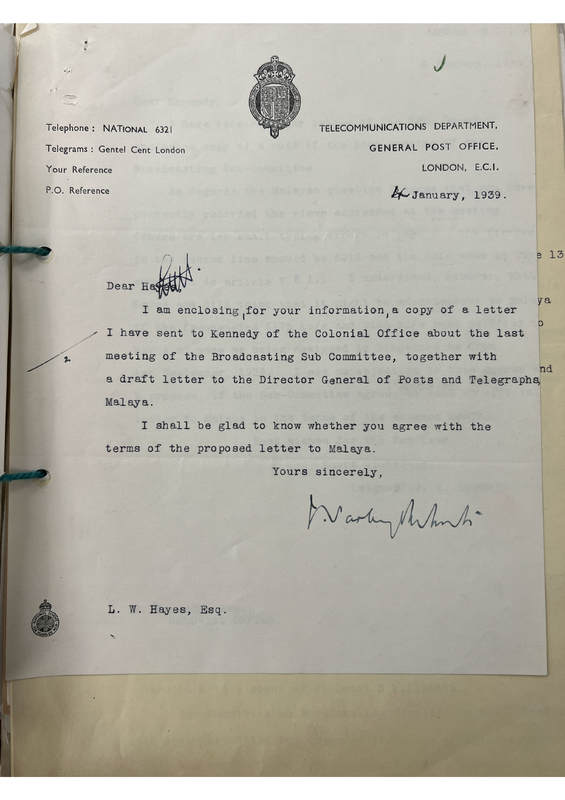 Telephone: NATIONAL 6321
Telegrams: Gentel Cent London
Your Reference
P.O. Reference
TELECOMMUNICATIONS DEPARTMENT,
GENERAL POST OFFICE,
LONDON, E.C.1.
4 January, 1939.
Dear
I am enclosing, for your information, a copy of a letter
I have sent to Kennedy of the Colonial Office about the last
2.
meeting of the Broadcasting Sub Committee, together with
a draft letter to the Director General of Posts and Telegraphs,
Malaya.
I shall be glad to know whether you agree with the
terms of the proposed letter to Malaya.
Yours sincerely,
L. W. Hayes, Esq.